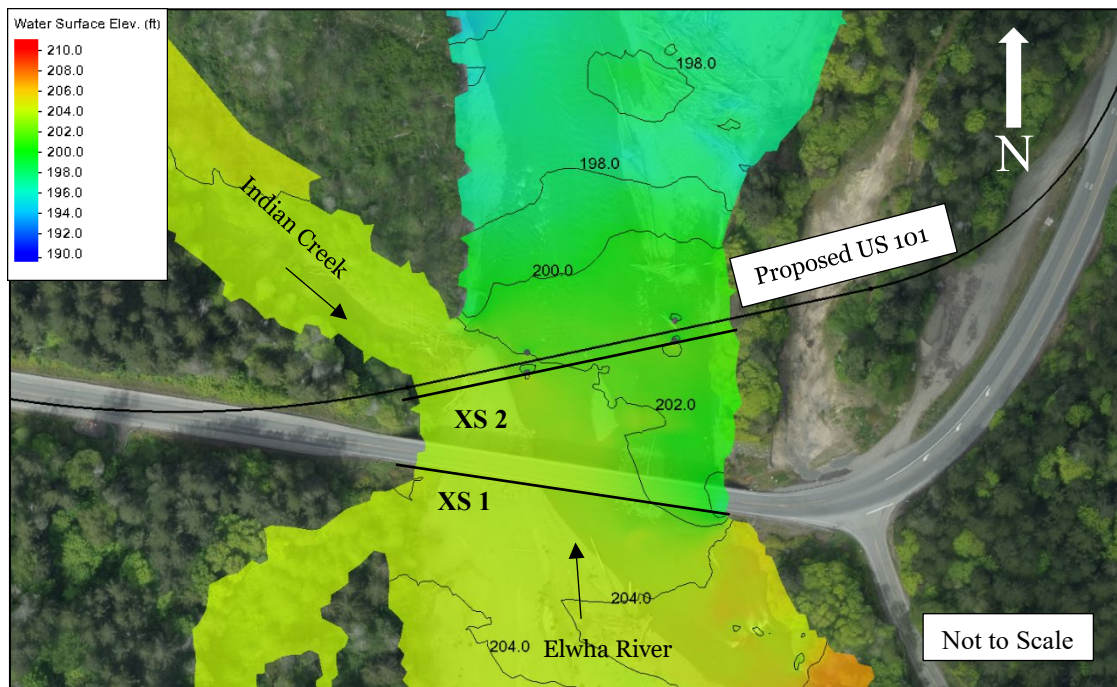 Water Surface Elev. (ft)
210.0
208.0
206.0
204.0
202.0
200.0
198.0
196.0
194.0
192.0
190.0
198.0
198.0
N
Indian Creek
Proposed US 101
200.0
202.0
XS 2
XS 1
204.0
204.0
Elwha River
Not to Scale